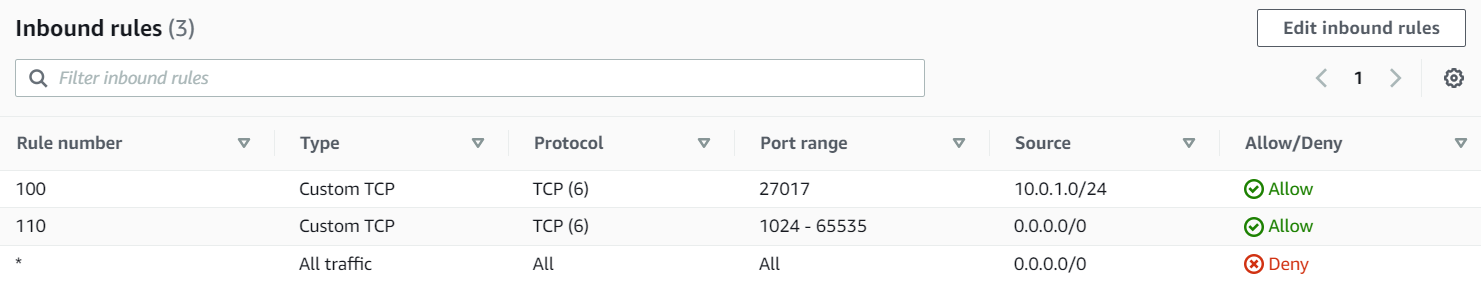 Inbound rules (3)
Edit inbound rules
Filter inbound rules
1
Rule number Type Protocol Port range Source Allow/Deny
100 Custom TCP TCP (6) 27017 10.0.1.0/24 Allow
110 Custom TCP TCP (6) 1024 - 65535 0.0.0.0/0 Allow
* All traffic All All 0.0.0.0/0 Deny